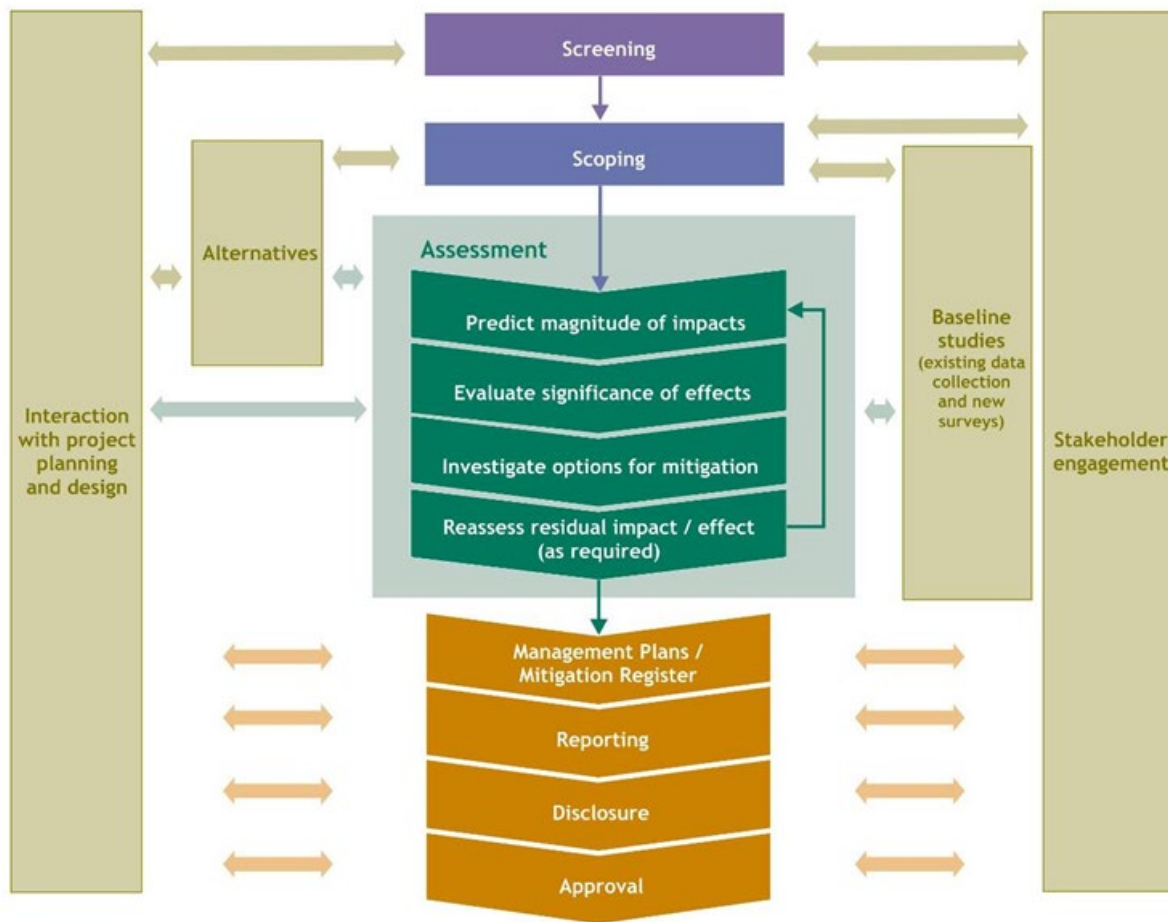 Screening
Scoping
Alternatives
Assessment
Predict magnitude of impacts
Evaluate significance of effects
Investigate options for mitigation
Reassess residual impact / effect
(as required)
Baseline
studies
(existing data
collection
and new
surveys)
Interaction
with project
planning
and design
Stakeholder
engagement
Management Plans /
Mitigation Register
Reporting
Disclosure
Approval